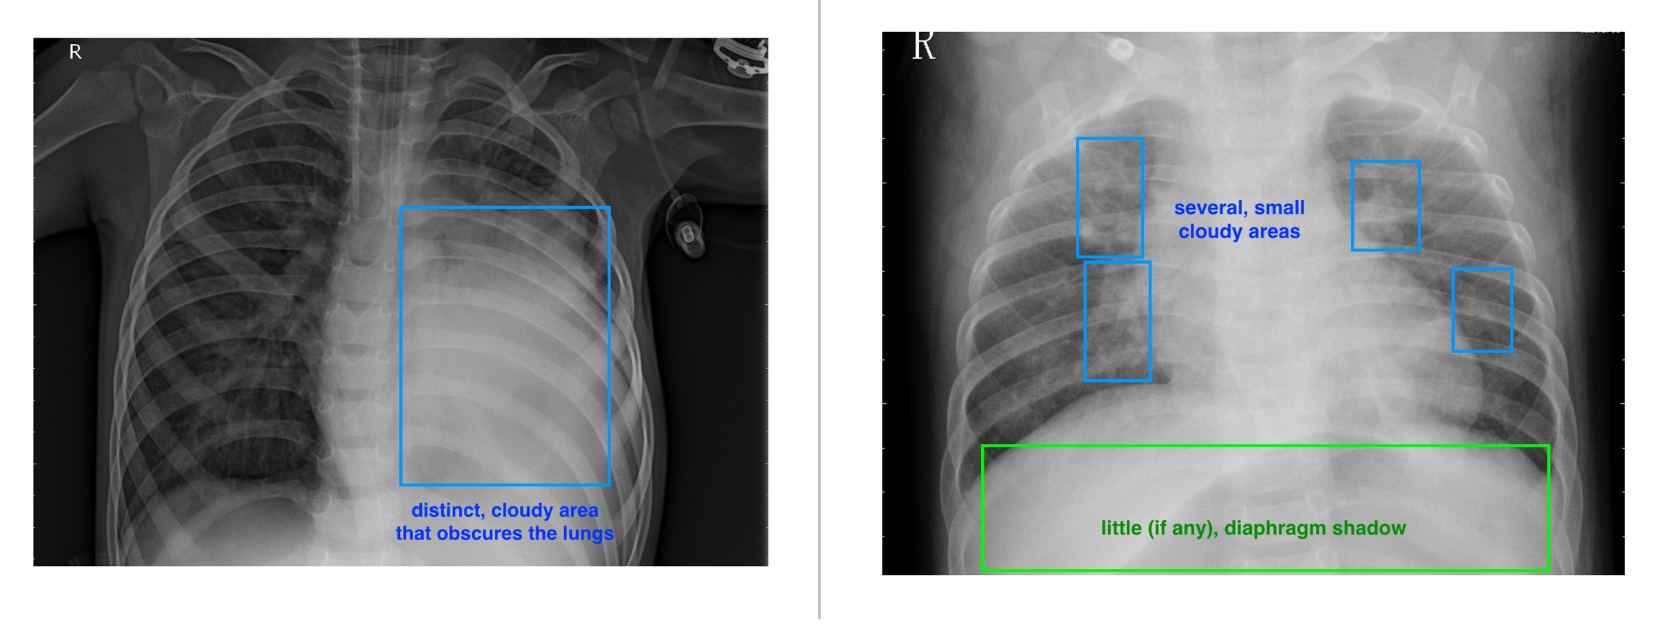 R
distinct, cloudy area
that obscures the lungs
R
several, small
cloudy areas
little (if any), diaphragm shadow